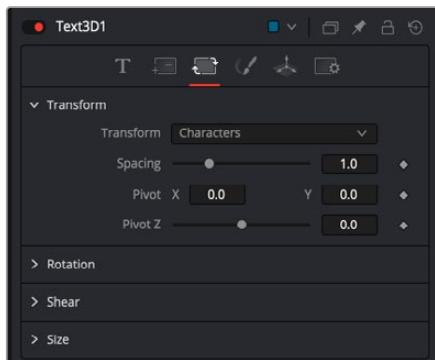 Text3D1
T
Transform
Transform Characters
Spacing 1.0
Pivot X 0.0 Y 0.0
Pivot Z 0.0
Rotation
Shear
Size